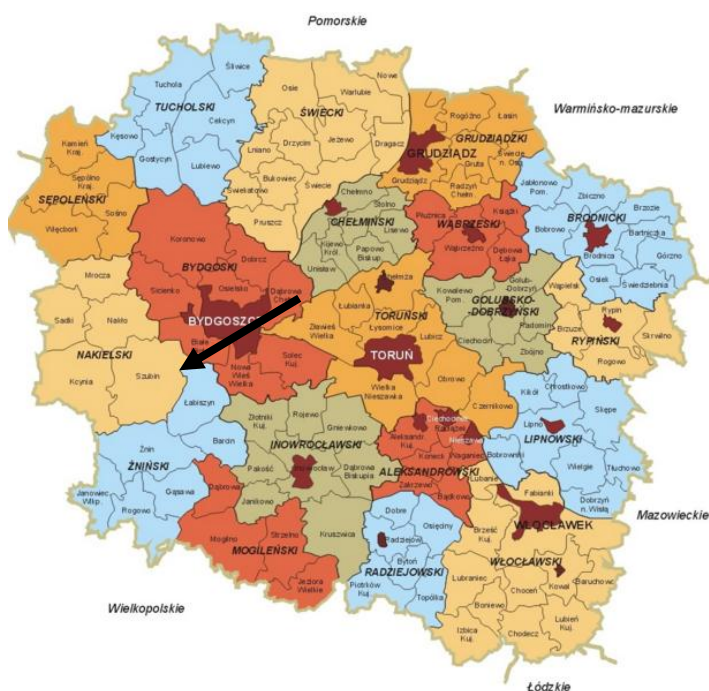 Pomorskie
Śliwice
Tuchola
TUCHOLSKI
Cekcyn
Kęsowo
Gostycyn
Lubiewo
Nowe
Osie
Warlubie
ŚWIECKI
Drzycim
Jeżewo
Lniano
Dragacz
Bukowiec
Świekatowo
Świecie
Pruszcz
Warmińsko-mazurskie
Rogóźno
Łasin
GRUDZIĄDZKI
GRUDZIĄDZ
Gruta
Świecie
n. Os.
Grudziądz
Radzyń
Chełm.
Kamień
Kraj.
Sępólno
Kraj.
SĘPOLEŃSKI
Sośno
Więcbork
Chełmno
Stolno
CHEŁMIŃSKI
Lisewo
Kijewo
Król.
Papowo
Biskup.
Unisław
Płużnica
Książki
WĄBRZESKI
Wąbrzeźno
Dębowa
Łąka
Jabłonowo
Pom.
Zbiczno
Brzozie
BRODNICKI
Bobrowo
Bartniczka
Brodnica
Górzno
Osiek
Świedziebnia
Koronowo
BYDGOSKI
Dobrcz
Sicienko
Osielsko
Dąbrowa
BYDGOSZCZ
Białe
Nowa
Wieś
Wielka
Solec
Kuj.
Mrocza
Sadki
Nakło
NAKIELSKI
Szubin
Kcynia
Chełmża
Łubianka
TORUŃSKI
Zławieś
Wielka
Łysomice
Lubicz
TORUŃ
Wielka
Nieszawka
Obrowo
Czernikowo
Kowalewo
Pom.
Golub-
Dobrzyń
GOLUBSKO-
DOBRZYŃSKI
Radomin
Ciechocin
Zbójno
Wąpielsk
Rypin
Skrwilno
Brzuze
RYPIŃSKI
Rogowo
Łabiszyn
Żnin
Barcin
ŻNIŃSKI
Janowiec
Wlkp.
Gąsawa
Rogowo
Złotniki
Kuj.
Rojewo
Gniewkowo
INOWROCŁAWSKI
Pakość
Inowrocław
Dąbrowa
Biskupia
Janikowo
Kruszwica
Ciechocinek
Raciążek
Aleksandr.
Kuj.
Nieszawa
Koneck
Waganiec
ALEKSANDROWSKI
Zakrzewo
Bądkowo
Kikół
Chrostkowo
Skępe
Lipno
LIPNOWSKI
Bobrowniki
Wielgie
Tłuchowo
Dobrzyń
n. Wisłą
Dąbrowa
Mogilno
Strzelno
MOGILEŃSKI
Jeziora
Wielkie
Dobre
Osięciny
Radziejów
Bytoń
RADZIEJOWSKI
Piotrków
Kuj.
Topólka
Lubanie
Fabianki
WŁOCŁAWEK
Brześć
Kuj.
WŁOCŁAWSKI
Lubraniec
Baruchowo
Kowal
Choceń
Boniewo
Lubień
Kuj.
Izbica
Kuj.
Chodecz
Mazowieckie
Wielkopolskie
Łódzkie